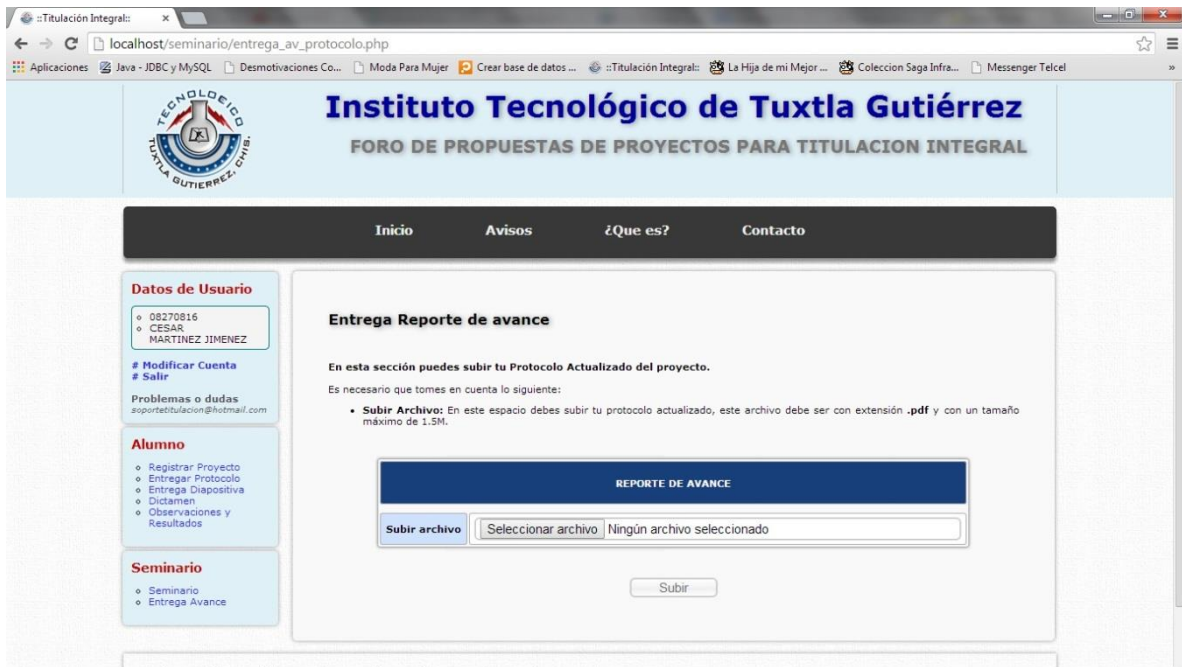 ::Titulación Integral::
localhost/seminario/entrega_av_protocolo.php
Aplicaciones Java - JDBC y MySQL Desmotivaciones Co... Moda Para Mujer Crear base de datos ... ::Titulación Integral:: La Hija de mi Mejor ... Coleccion Saga Infra... Messenger Telcel »
TECNOLOGICO
TUXTLA GUTIERREZ, CHIS.
Instituto Tecnológico de Tuxtla Gutiérrez
FORO DE PROPUESTAS DE PROYECTOS PARA TITULACION INTEGRAL
Inicio Avisos ¿Que es? Contacto
Datos de Usuario
08270816
CESAR
MARTINEZ JIMENEZ
# Modificar Cuenta
# Salir
Problemas o dudas
soportetitulacion@hotmail.com
Alumno
Registrar Proyecto
Entregar Protocolo
Entrega Diapositiva
Dictamen
Observaciones y
Resultados
Seminario
Seminario
Entrega Avance
Entrega Reporte de avance
En esta sección puedes subir tu Protocolo Actualizado del proyecto.
Es necesario que tomes en cuenta lo siguiente:
Subir Archivo: En este espacio debes subir tu protocolo actualizado, este archivo debe ser con extensión .pdf y con un tamaño
máximo de 1.5M.
REPORTE DE AVANCE
Subir archivo Seleccionar archivo Ningún archivo seleccionado
Subir